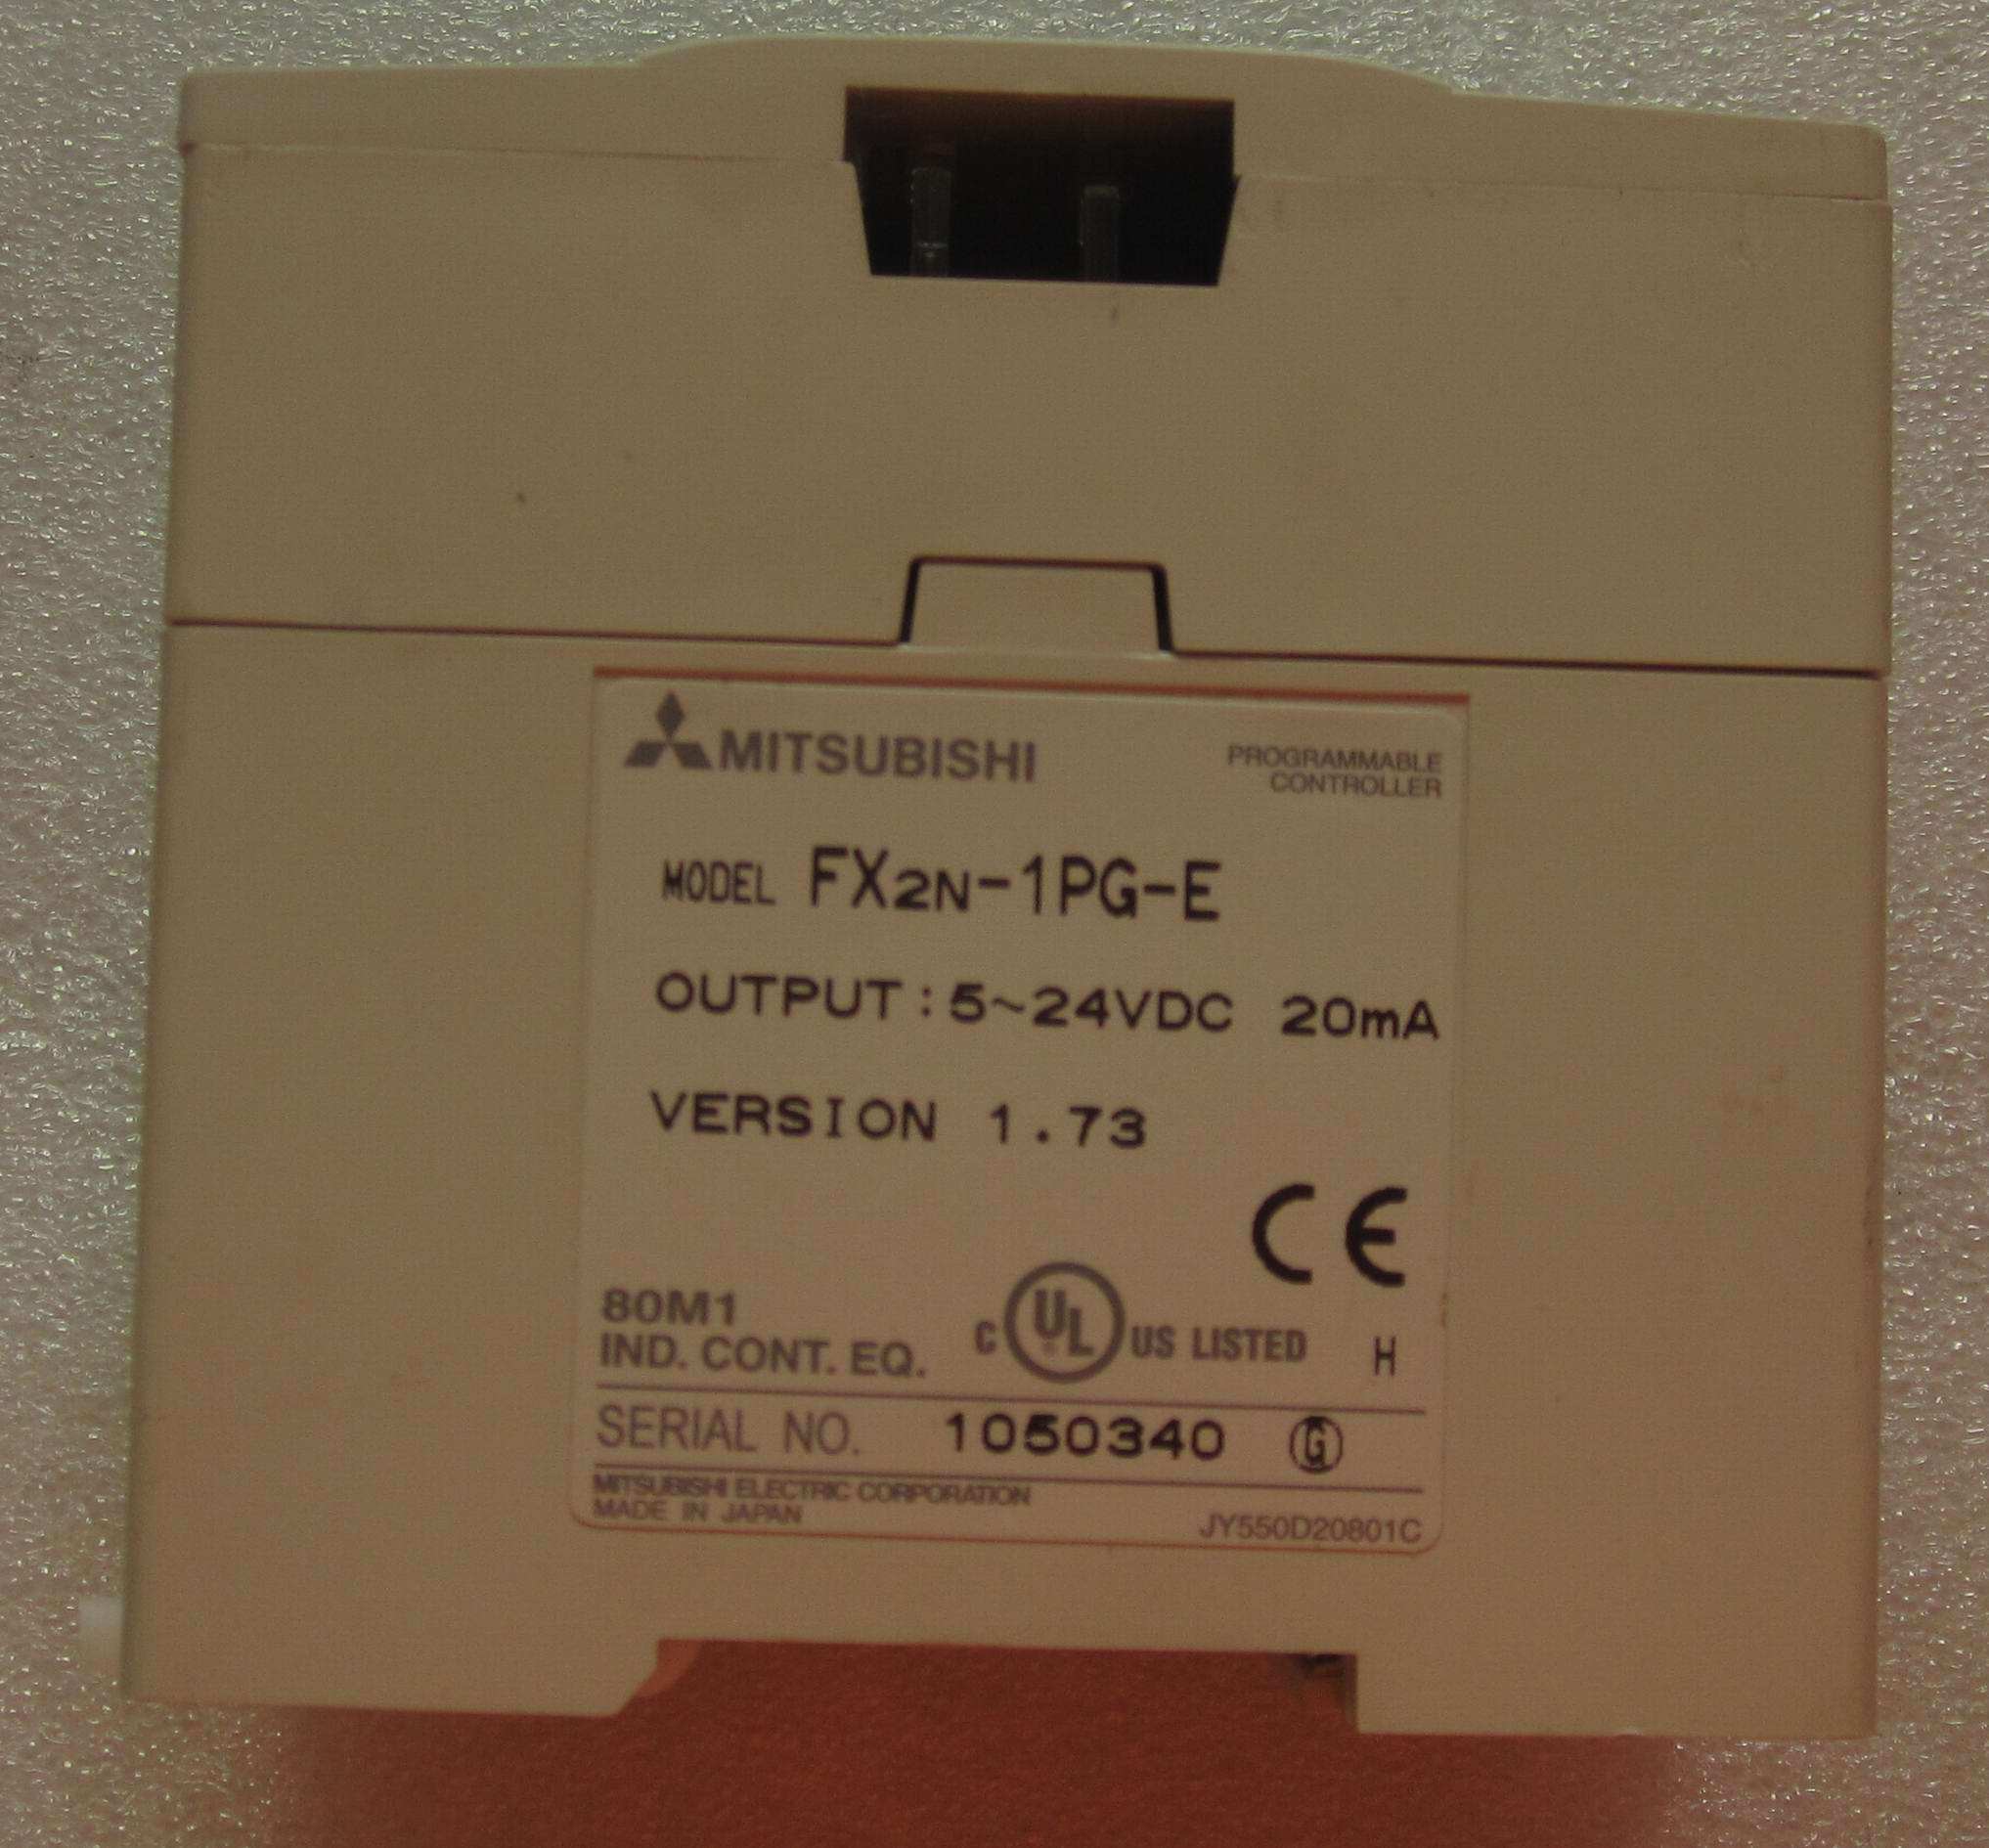 MITSUBISHI
PROGRAMMABLE
CONTROLLER
MODEL FX2N-1PG-E
OUTPUT:5~24VDC 20mA
VERSION 1.73
CE
80M1
IND. CONT. EQ.
C UL US LISTED H
SERIAL NO. 1050340 G
MITSUBISHI ELECTRIC CORPORATION
MADE IN JAPAN
JY550D20801C